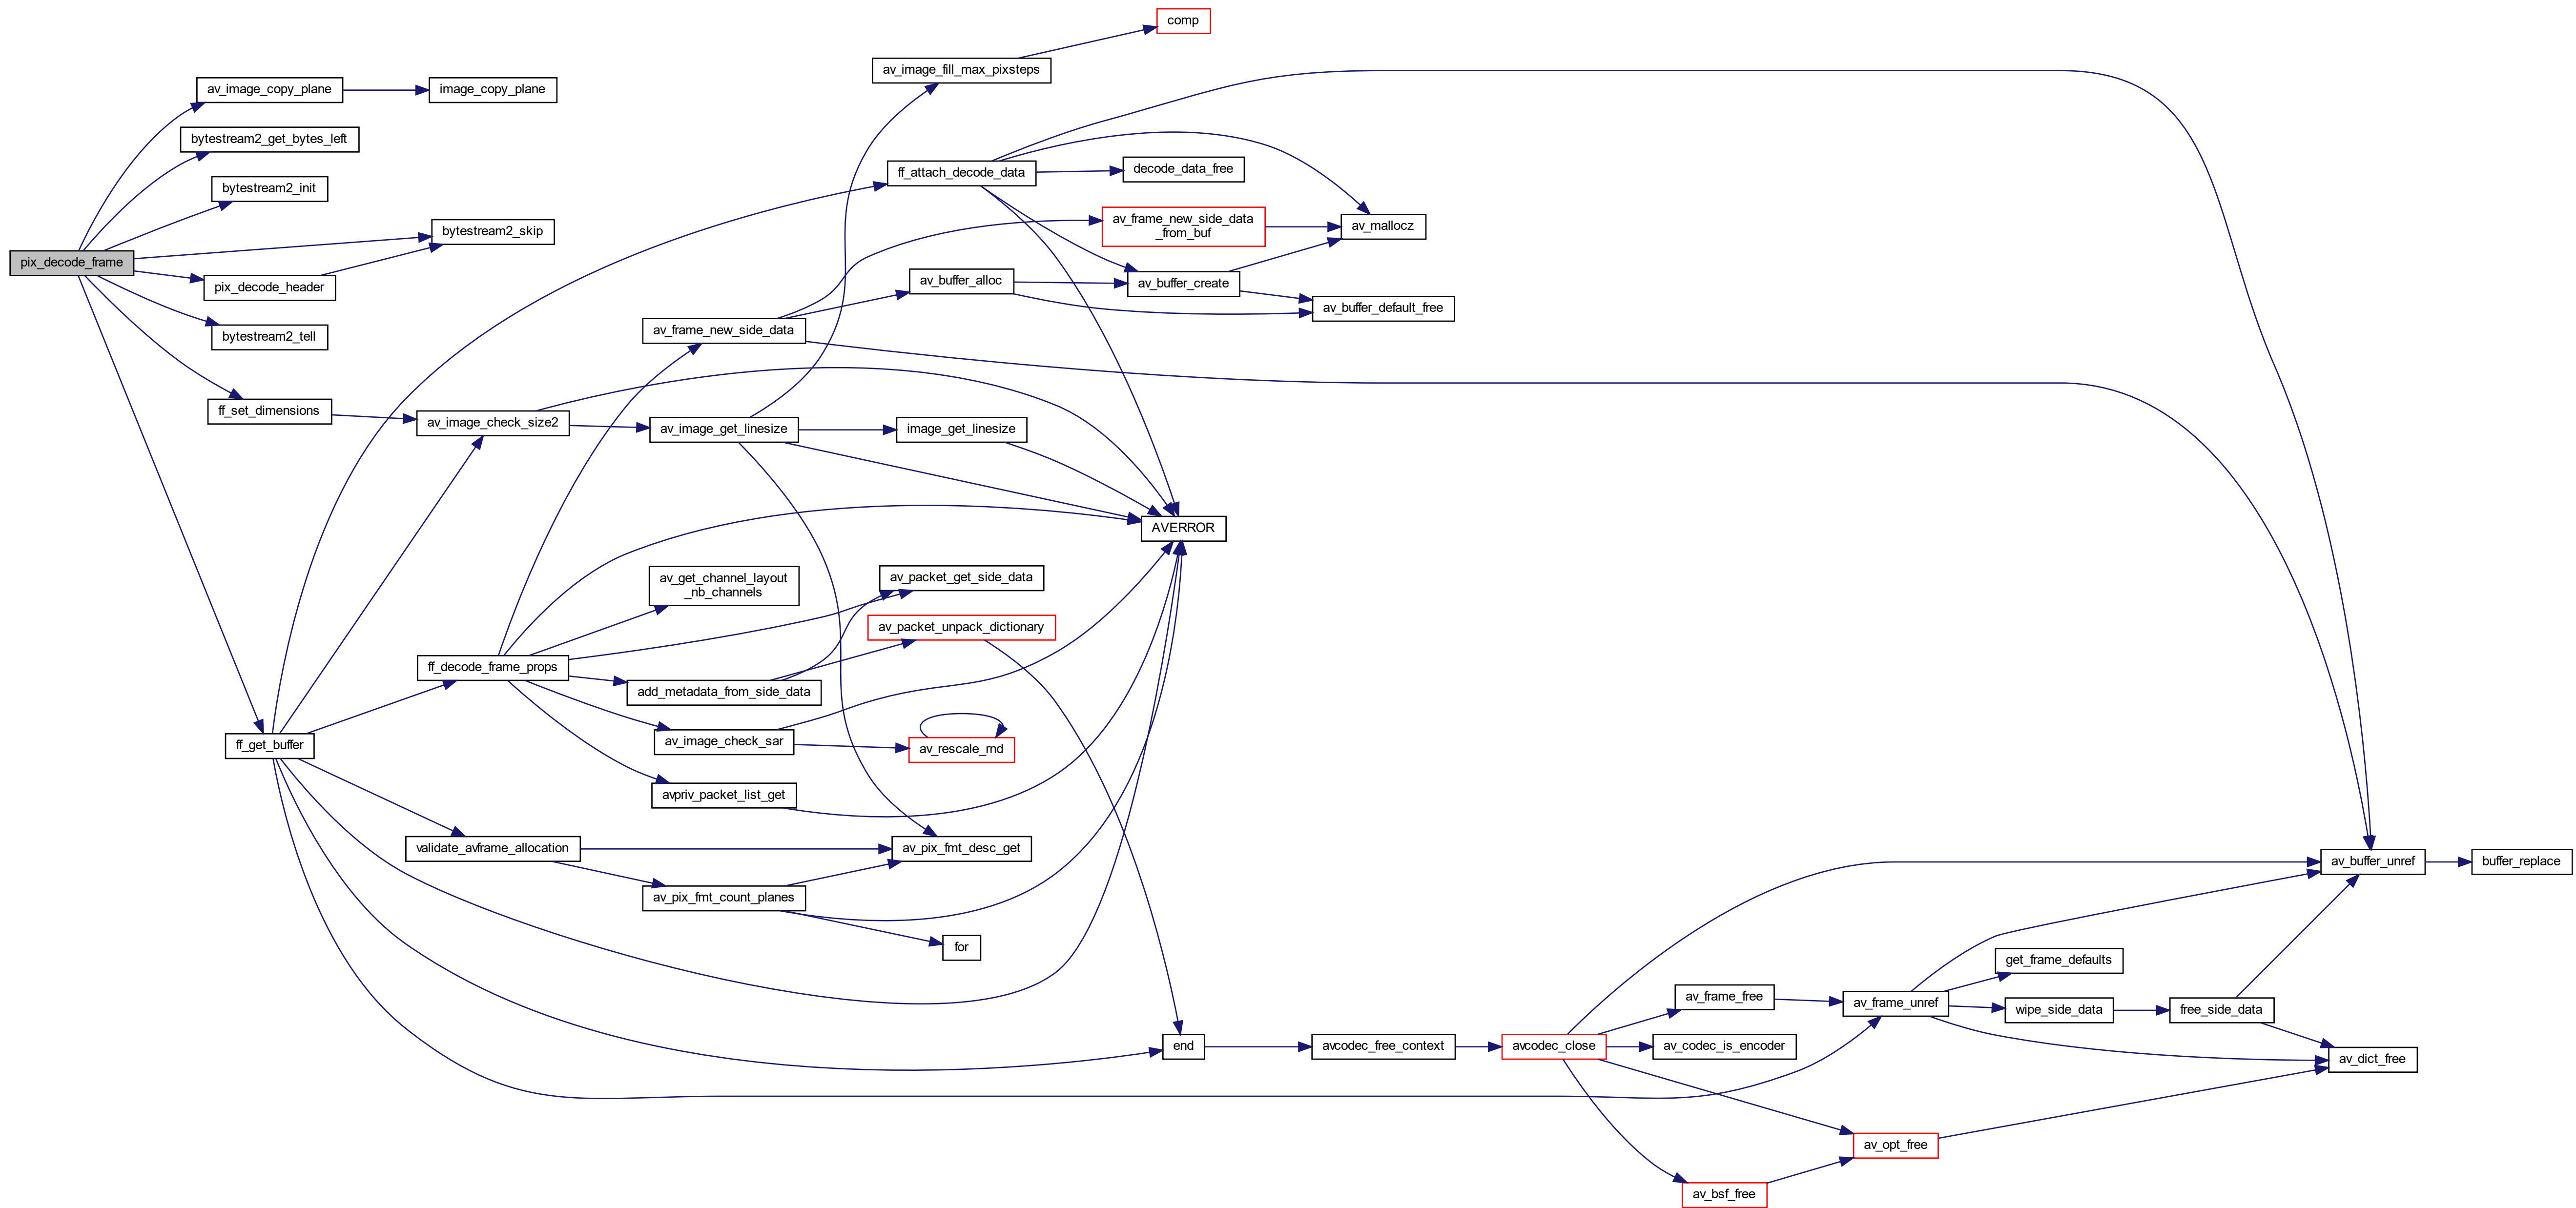 comp
av_image_fill_max_pixsteps
av_image_copy_plane
image_copy_plane
bytestream2_get_bytes_left
ff_attach_decode_data
decode_data_free
bytestream2_init
av_frame_new_side_data
_from_buf
av_mallocz
bytestream2_skip
pix_decode_frame
pix_decode_header
av_buffer_alloc
av_buffer_create
av_buffer_default_free
av_frame_new_side_data
bytestream2_tell
ff_set_dimensions
av_image_check_size2
av_image_get_linesize
image_get_linesize
AVERROR
av_get_channel_layout
_nb_channels
av_packet_get_side_data
av_packet_unpack_dictionary
ff_decode_frame_props
add_metadata_from_side_data
ff_get_buffer
av_image_check_sar
av_rescale_rnd
avpriv_packet_list_get
validate_avframe_allocation
av_pix_fmt_desc_get
av_buffer_unref
buffer_replace
av_pix_fmt_count_planes
for
get_frame_defaults
av_frame_free
av_frame_unref
wipe_side_data
free_side_data
end
avcodec_free_context
avcodec_close
av_codec_is_encoder
av_dict_free
av_opt_free
av_bsf_free